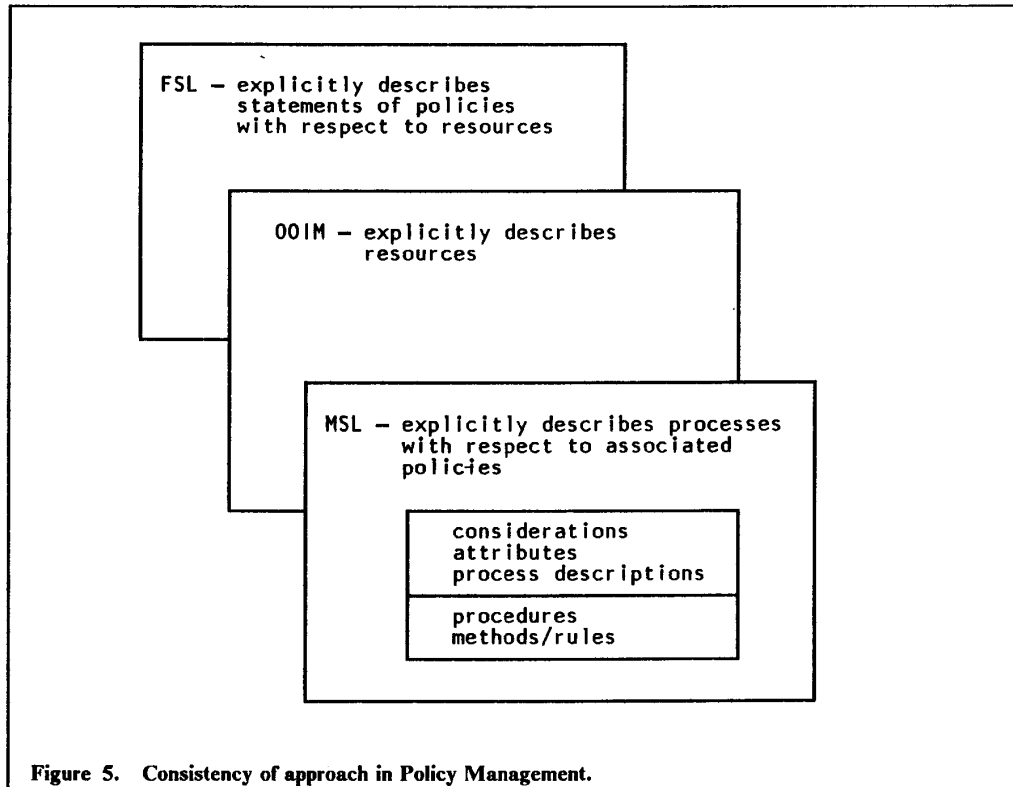 FSL – explicitly describes
statements of policies
with respect to resources
OOIM – explicitly describes
resources
MSL – explicitly describes processes
with respect to associated
policies
considerations
attributes
process descriptions
procedures
methods/rules
Figure 5. Consistency of approach in Policy Management.